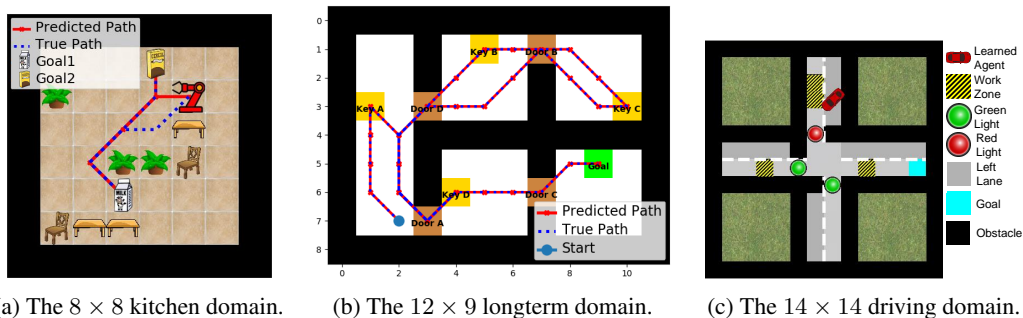 Predicted Path
True Path
Goal1
Goal2
MILK
0
1
2
3
4
5
6
7
8
0
2
4
6
8
10
Key B
Door B
Key A
Door D
Key C
Goal
Key D
Door C
Door A
Predicted Path
True Path
Start
Learned
Agent
Work
Zone
Green
Light
Red
Light
Left
Lane
Goal
Obstacle
(a) The 8 × 8 kitchen domain.
(b) The 12 × 9 longterm domain.
(c) The 14 × 14 driving domain.